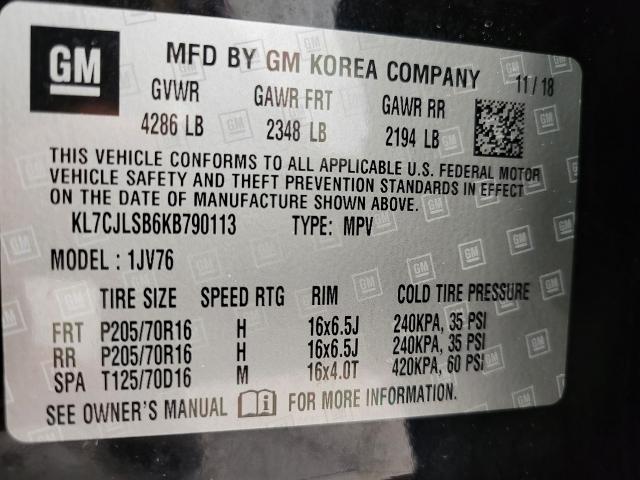 GM
MFD BY GM KOREA COMPANY
11 / 18
GVWR GAWR FRT GAWR RR
4286 LB 2348 LB 2194 LB
THIS VEHICLE CONFORMS TO ALL APPLICABLE U.S. FEDERAL MOTOR
VEHICLE SAFETY AND THEFT PREVENTION STANDARDS IN EFFECT
ON THE DATE OF MANUFACTURE SHOWN ABOVE.
KL7CJLSB6KB790113 TYPE: MPV
MODEL : 1JV76
TIRE SIZE SPEED RTG RIM COLD TIRE PRESSURE
FRT P205/70R16 H 16x6.5J 240KPA, 35 PSI
RR P205/70R16 H 16x6.5J 240KPA, 35 PSI
SPA T125/70D16 M 16x4.0T 420KPA, 60 PSI
SEE OWNER'S MANUAL FOR MORE INFORMATION.